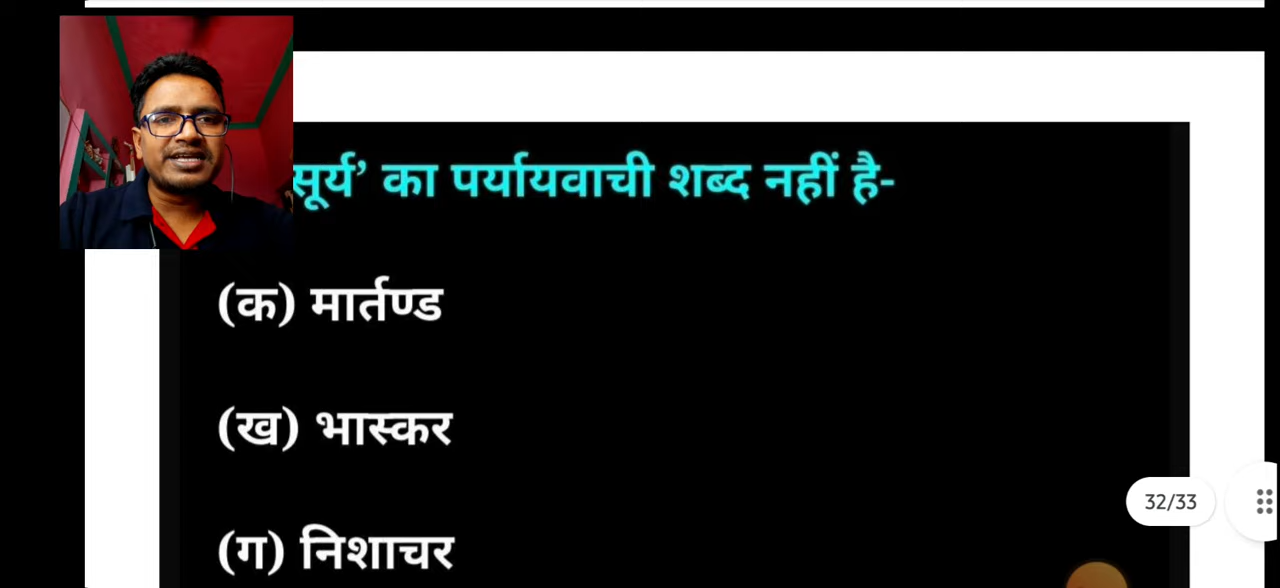 सूर्य’ का पर्यायवाची शब्द नहीं है-
(क) मार्तण्ड
(ख) भास्कर
(ग) निशाचर
32/33